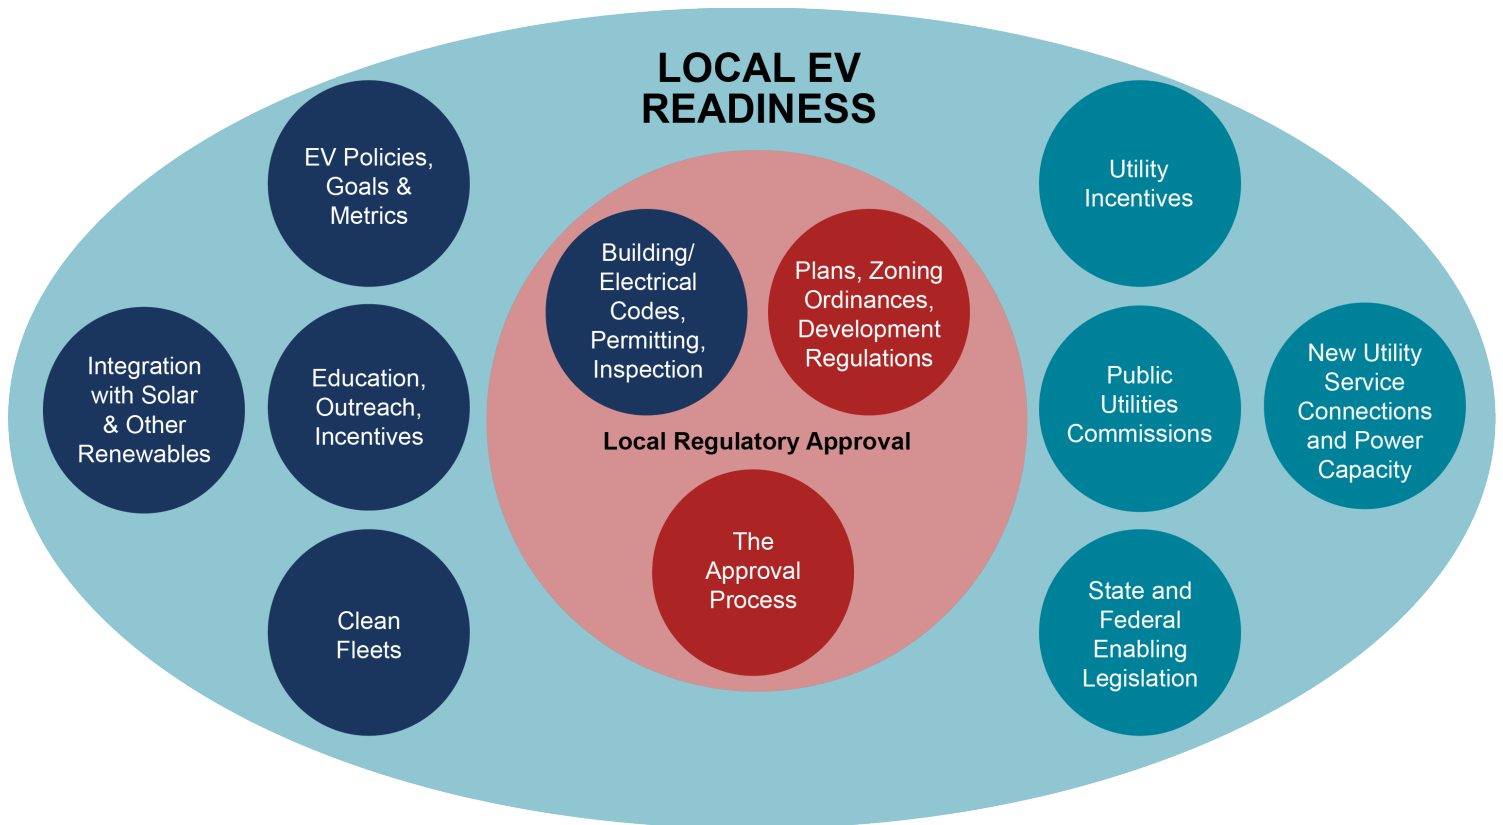 LOCAL EV
READINESS
EV Policies,
Goals &
Metrics
Integration
with Solar
& Other
Renewables
Education,
Outreach,
Incentives
Clean
Fleets
Building/
Electrical
Codes,
Permitting,
Inspection
Plans, Zoning
Ordinances,
Development
Regulations
Local Regulatory Approval
The
Approval
Process
Utility
Incentives
Public
Utilities
Commissions
New Utility
Service
Connections
and Power
Capacity
State and
Federal
Enabling
Legislation